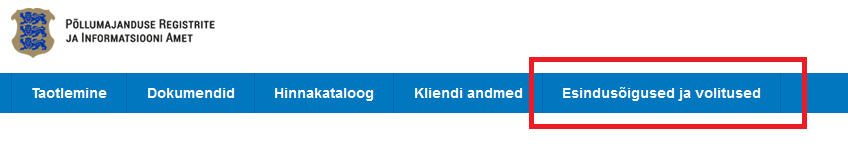 Põllumajanduse Registrite
ja Informatsiooni Amet
Taotlemine Dokumendid Hinnakataloog Kliendi andmed Esindusõigused ja volitused